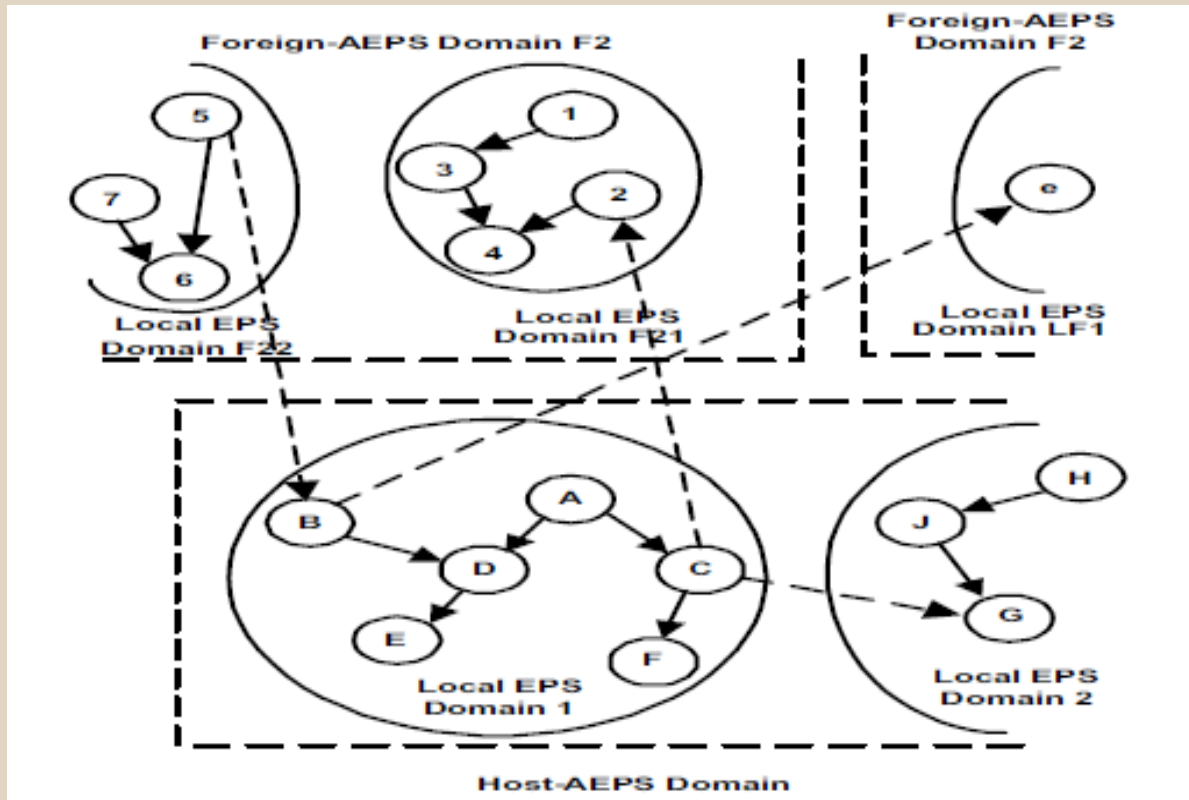 Foreign-AEPS Domain F2
Foreign-AEPS
Domain F2
5
1
3
7
2
e
4
6
Local EPS
Domain F22
Local EPS
Domain F21
Local EPS
Domain LF1
A
H
B
J
D
C
G
E
F
Local EPS
Domain 1
Local EPS
Domain 2
Host-AEPS Domain